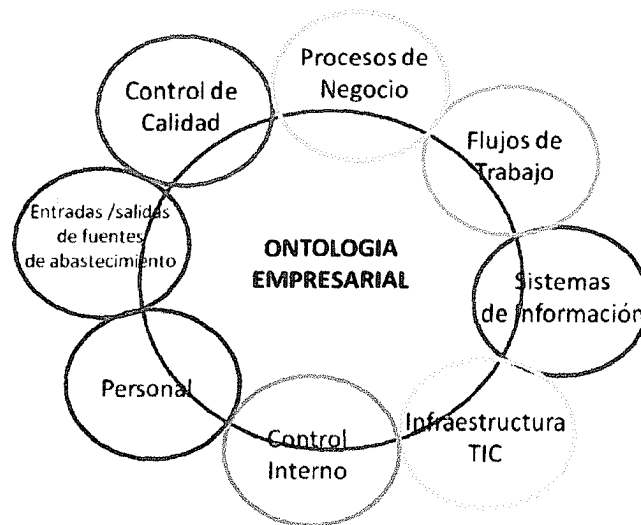 Procesos de
Negocio
Control de
Calidad
Flujos de
Trabajo
Entradas /salidas
de fuentes
de abastecimiento
ONTOLOGIA
EMPRESARIAL
Sistemas
de Información
Personal
Control
Interno
Infraestructura
TIC